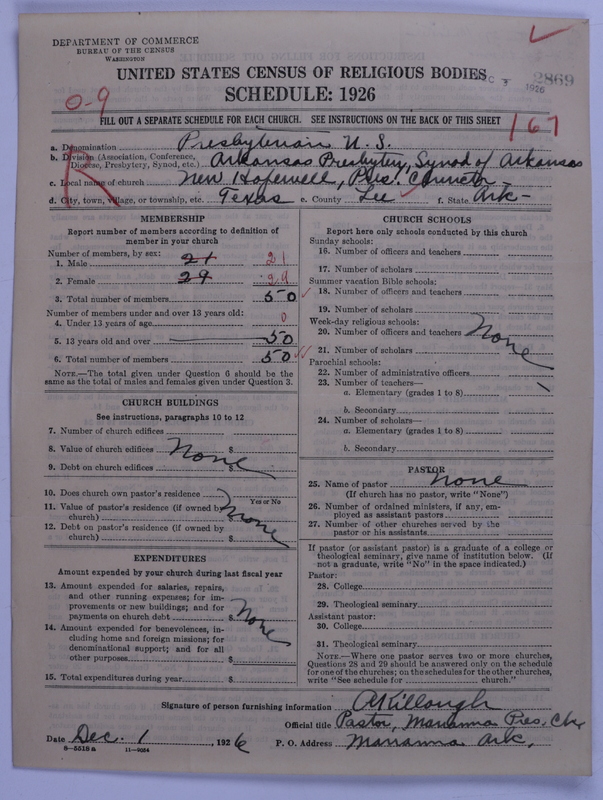 DEPARTMENT OF COMMERCE
BUREAU OF THE CENSUS
WASHINGTON
UNITED STATES CENSUS OF RELIGIOUS BODIES
SCHEDULE: 1926
3 1926
2869
0-9
167
FILL OUT A SEPARATE SCHEDULE FOR EACH CHURCH. SEE INSTRUCTIONS ON THE BACK OF THIS SHEET
a. Denomination Presbyterian U.S.
b. Division (Association, Conference, Diocese, Presbytery, Synod, etc.) Arkansas Presbytery, Synod of Arkansas
c. Local name of church New Hopewell, Pres. Church
d. City, town, village, or township, etc. Texas e. County Lee f. State Ark-
MEMBERSHIP
Report number of members according to definition of
member in your church
Number of members, by sex:
1. Male 21 21
2. Female 29 29
3. Total number of members 50
Number of members under and over 13 years old:
4. Under 13 years of age 0
5. 13 years old and over 50
6. Total number of members 50
NOTE.—The total given under Question 6 should be
same as the total of males and females given under Question 3.
CHURCH BUILDINGS
See instructions, paragraphs 10 to 12
7. Number of church edifices
8. Value of church edifices $ None
9. Debt on church edifices $
10. Does church own pastor's residence
Yes or No
11. Value of pastor's residence (if owned by
church) $ None
12. Debt on pastor's residence (if owned by
church) $
EXPENDITURES
Amount expended by your church during last fiscal year
13. Amount expended for salaries, repairs,
and other running expenses; for im-
provements or new buildings; and for
payments on church debt $ None
14. Amount expended for benevolences, in-
cluding home and foreign missions; for
denominational support; and for all
other purposes $
15. Total expenditures during year $
CHURCH SCHOOLS
Report here only schools conducted by this church
Sunday schools:
16. Number of officers and teachers
17. Number of scholars
Summer vacation Bible schools:
18. Number of officers and teachers
19. Number of scholars
Week-day religious schools:
20. Number of officers and teachers None
21. Number of scholars
Parochial schools:
22. Number of administrative officers
23. Number of teachers—
a. Elementary (grades 1 to 8)
b. Secondary
24. Number of scholars—
a. Elementary (grades 1 to 8)
b. Secondary
PASTOR
25. Name of pastor None
(If church has no pastor, write "None")
26. Number of ordained ministers, if any, em-
ployed as assistant pastors
27. Number of other churches served by the
pastor or his assistants
If pastor (or assistant pastor) is a graduate of a college or
theological seminary, give name of institution below. (If
not a graduate, write "No" in the space indicated.)
Pastor:
28. College
29. Theological seminary
Assistant pastor:
30. College
31. Theological seminary
NOTE.—Where one pastor serves two or more churches,
Questions 28 and 29 should be answered only on the schedule
for one of the churches; on the schedules for the other churches,
write "See schedule for church."
Signature of person furnishing information Killough
Official title Pastor, Marianna Pres. Chr
Date Dec. 1, 1926 P. O. Address Marianna Ark.
8-5518 a 11-9054